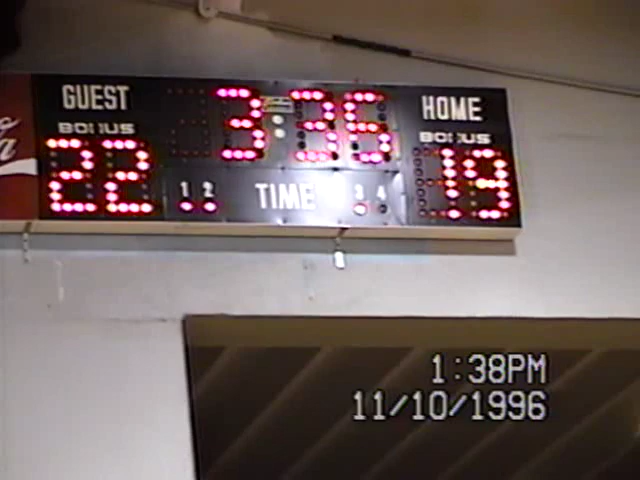 GUEST 3:36 HOME
BONUS BONUS
22 1 2 TIME 3 4 19
1:38PM
11/10/1996